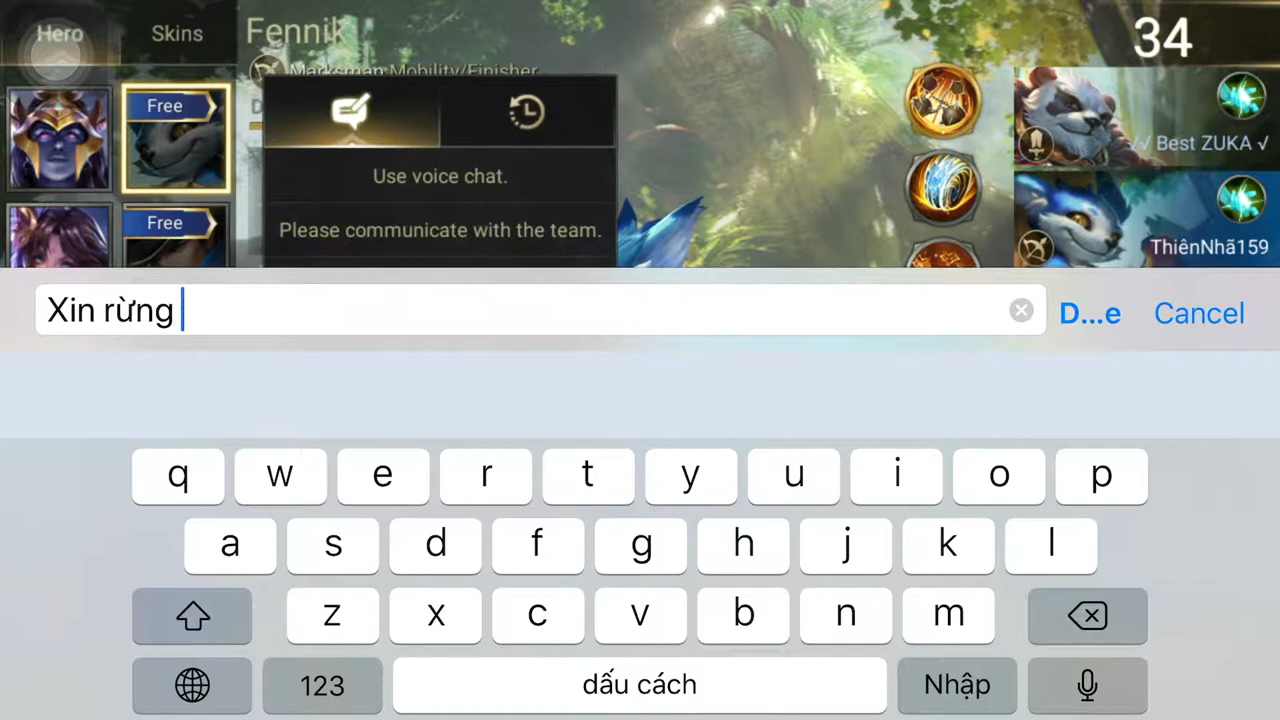 Hero
Skins
Fennik
34
Marksman:Mobility/Finisher
Free
Use voice chat.
√√ Best ZUKA √
Free
Please communicate with the team.
ThiênNhã159
Xin rừng
D...e
Cancel
q w e r t y u i o p
a s d f g h j k l
z x c v b n m
123
dấu cách
Nhập